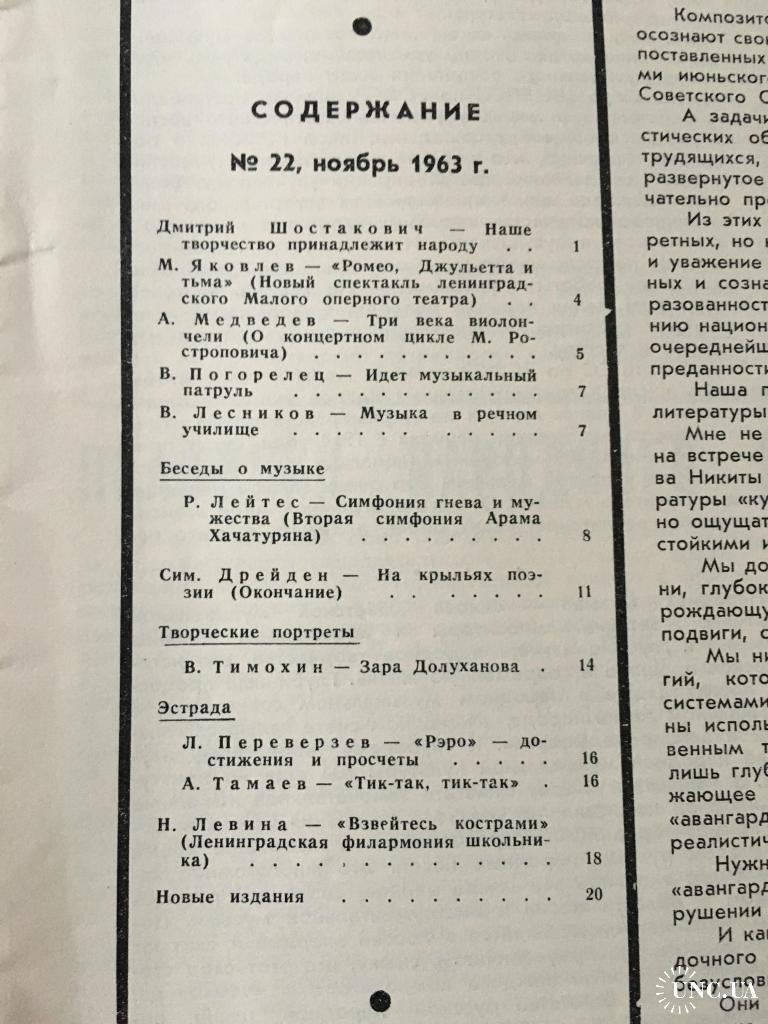 СОДЕРЖАНИЕ
№ 22, ноябрь 1963 г.
Дмитрий Шостакович — Наше
творчество принадлежит народу . . 1
М. Яковлев — «Ромео, Джульетта и
тьма» (Новый спектакль ленинград-
ского Малого оперного театра) . . 4
А. Медведев — Три века виолон-
чели (О концертном цикле М. Ро-
строповича) . . . . . . . . . . . 5
В. Погорелец — Идет музыкальный
патруль . . . . . . . . . . . . 7
В. Лесников — Музыка в речном
училище . . . . . . . . . . . . 7
Беседы о музыке
Р. Лейтес — Симфония гнева и му-
жества (Вторая симфония Арама
Хачатуряна) . . . . . . . . . 8
Сим. Дрейден — На крыльях поэ-
зии (Окончание) . . . . . . . . 11
Творческие портреты
В. Тимохин — Зара Долуханова . 14
Эстрада
Л. Переверзев — «Рэро» — до-
стижения и просчеты . . . . . 16
А. Тамаев — «Тик-так, тик-так» . 16
Н. Левина — «Взвейтесь кострами»
(Ленинградская филармония школьни-
ка) . . . . . . . . . . . . . 18
Новые издания . . . . . . . . . . 20
осознают сво
поставленных
ми июньског
Советского С
А задачи
стических об
трудящихся,
развернутое
чательно пр
Из этих
ретных, но
и уважение
ных и созна
разованност
нию национ
очереднейш
преданности
Наша п
литературы
Мне не
на встрече
ва Никиты
ратуры «ку
но ощущат
стойкими и
Мы до
ни, глубок
рождающу
подвиги, с
Мы ни
гий, кото
системами
ны исполь
венным т
лишь глуб
жающее
«авангард
реалистич
Нужн
«авангард
рушении
И ка
дочного
безуслов
Они
UNC.UA